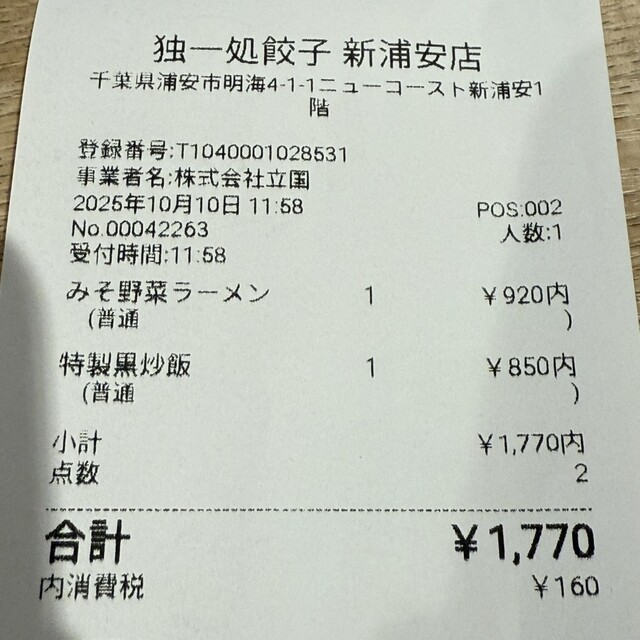 独一処餃子 新浦安店
千葉県浦安市明海4-1-1ニューコースト新浦安1
階
登録番号:T1040001028531
事業者名:株式会社立圍
2025年10月10日 11:58 POS:002
No.00042263 人数:1
受付時間:11:58
みそ野菜ラーメン 1 ¥920内
(普通 )
特製黒炒飯 1 ¥850内
(普通 )
小計 ¥1,770内
点数 2
合計 ¥1,770
内消費税 ¥160